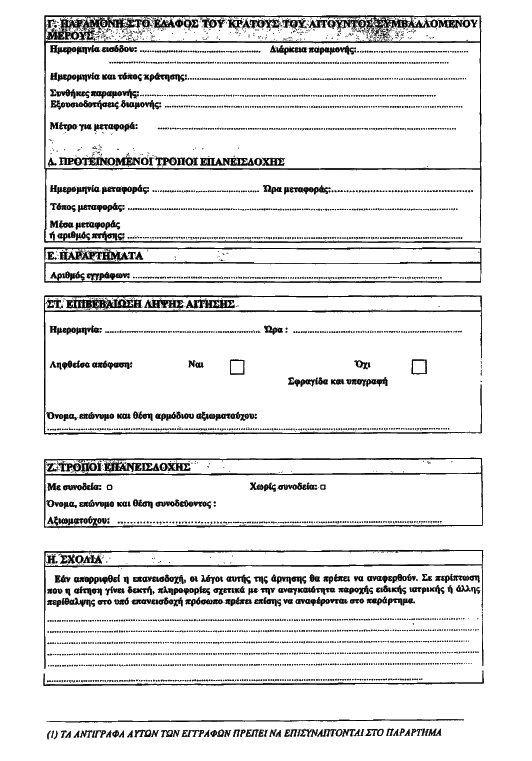 Γ. ΠΑΡΑΜΟΝΗ ΣΤΟ ΕΔΑΦΟΣ ΤΟΥ ΚΡΑΤΟΥΣ ΤΟΥ ΑΙΤΟΥΝΤΟΣ ΣΥΜΒΑΛΛΟΜΕΝΟΥ
ΜΕΡΟΥΣ
Ημερομηνία εισόδου: ........................ Διάρκεια παραμονής: ........................
Ημερομηνία και τόπος κράτησης: ........................
Συνθήκες παραμονής: ........................
Εξουσιοδοτήσεις διαμονής: ........................
Μέτρο για μεταφορά: ........................
Δ. ΠΡΟΤΕΙΝΟΜΕΝΟΙ ΤΡΟΠΟΙ ΕΠΑΝΕΙΣΔΟΧΗΣ
Ημερομηνία μεταφοράς: ........................ Ώρα μεταφοράς: ........................
Τόπος μεταφοράς: ........................
Μέσα μεταφοράς
ή αριθμός πτήσης: ........................
Ε. ΠΑΡΑΡΤΗΜΑΤΑ
Αριθμός εγγράφων: ........................
ΣΤ. ΕΠΙΒΕΒΑΙΩΣΗ ΛΗΨΗΣ ΑΙΤΗΣΗΣ
Ημερομηνία: ........................ Ώρα : ........................
Ληφθείσα απόφαση: Ναι □ Όχι □
Σφραγίδα και υπογραφή
Όνομα, επώνυμο και θέση αρμόδιου αξιωματούχου:
Ζ. ΤΡΟΠΟΙ ΕΠΑΝΕΙΣΔΟΧΗΣ
Με συνοδεία: □ Χωρίς συνοδεία: □
Όνομα, επώνυμο και θέση συνοδεύοντος :
Αξιωματούχου: ........................
Η. ΣΧΟΛΙΑ
Εάν απορριφθεί η επανεισδοχή, οι λόγοι αυτής της άρνησης θα πρέπει να αναφερθούν. Σε περίπτωση
που η αίτηση γίνει δεκτή, πληροφορίες σχετικά με την αναγκαιότητα παροχής ειδικής ιατρικής ή άλλης
περίθαλψης στο υπό επανεισδοχή πρόσωπο πρέπει επίσης να αναφέρονται στο παράρτημα.
(1) ΤΑ ΑΝΤΙΓΡΑΦΑ ΑΥΤΩΝ ΤΩΝ ΕΓΓΡΑΦΩΝ ΠΡΕΠΕΙ ΝΑ ΕΠΙΣΥΝΑΠΤΟΝΤΑΙ ΣΤΟ ΠΑΡΑΡΤΗΜΑ